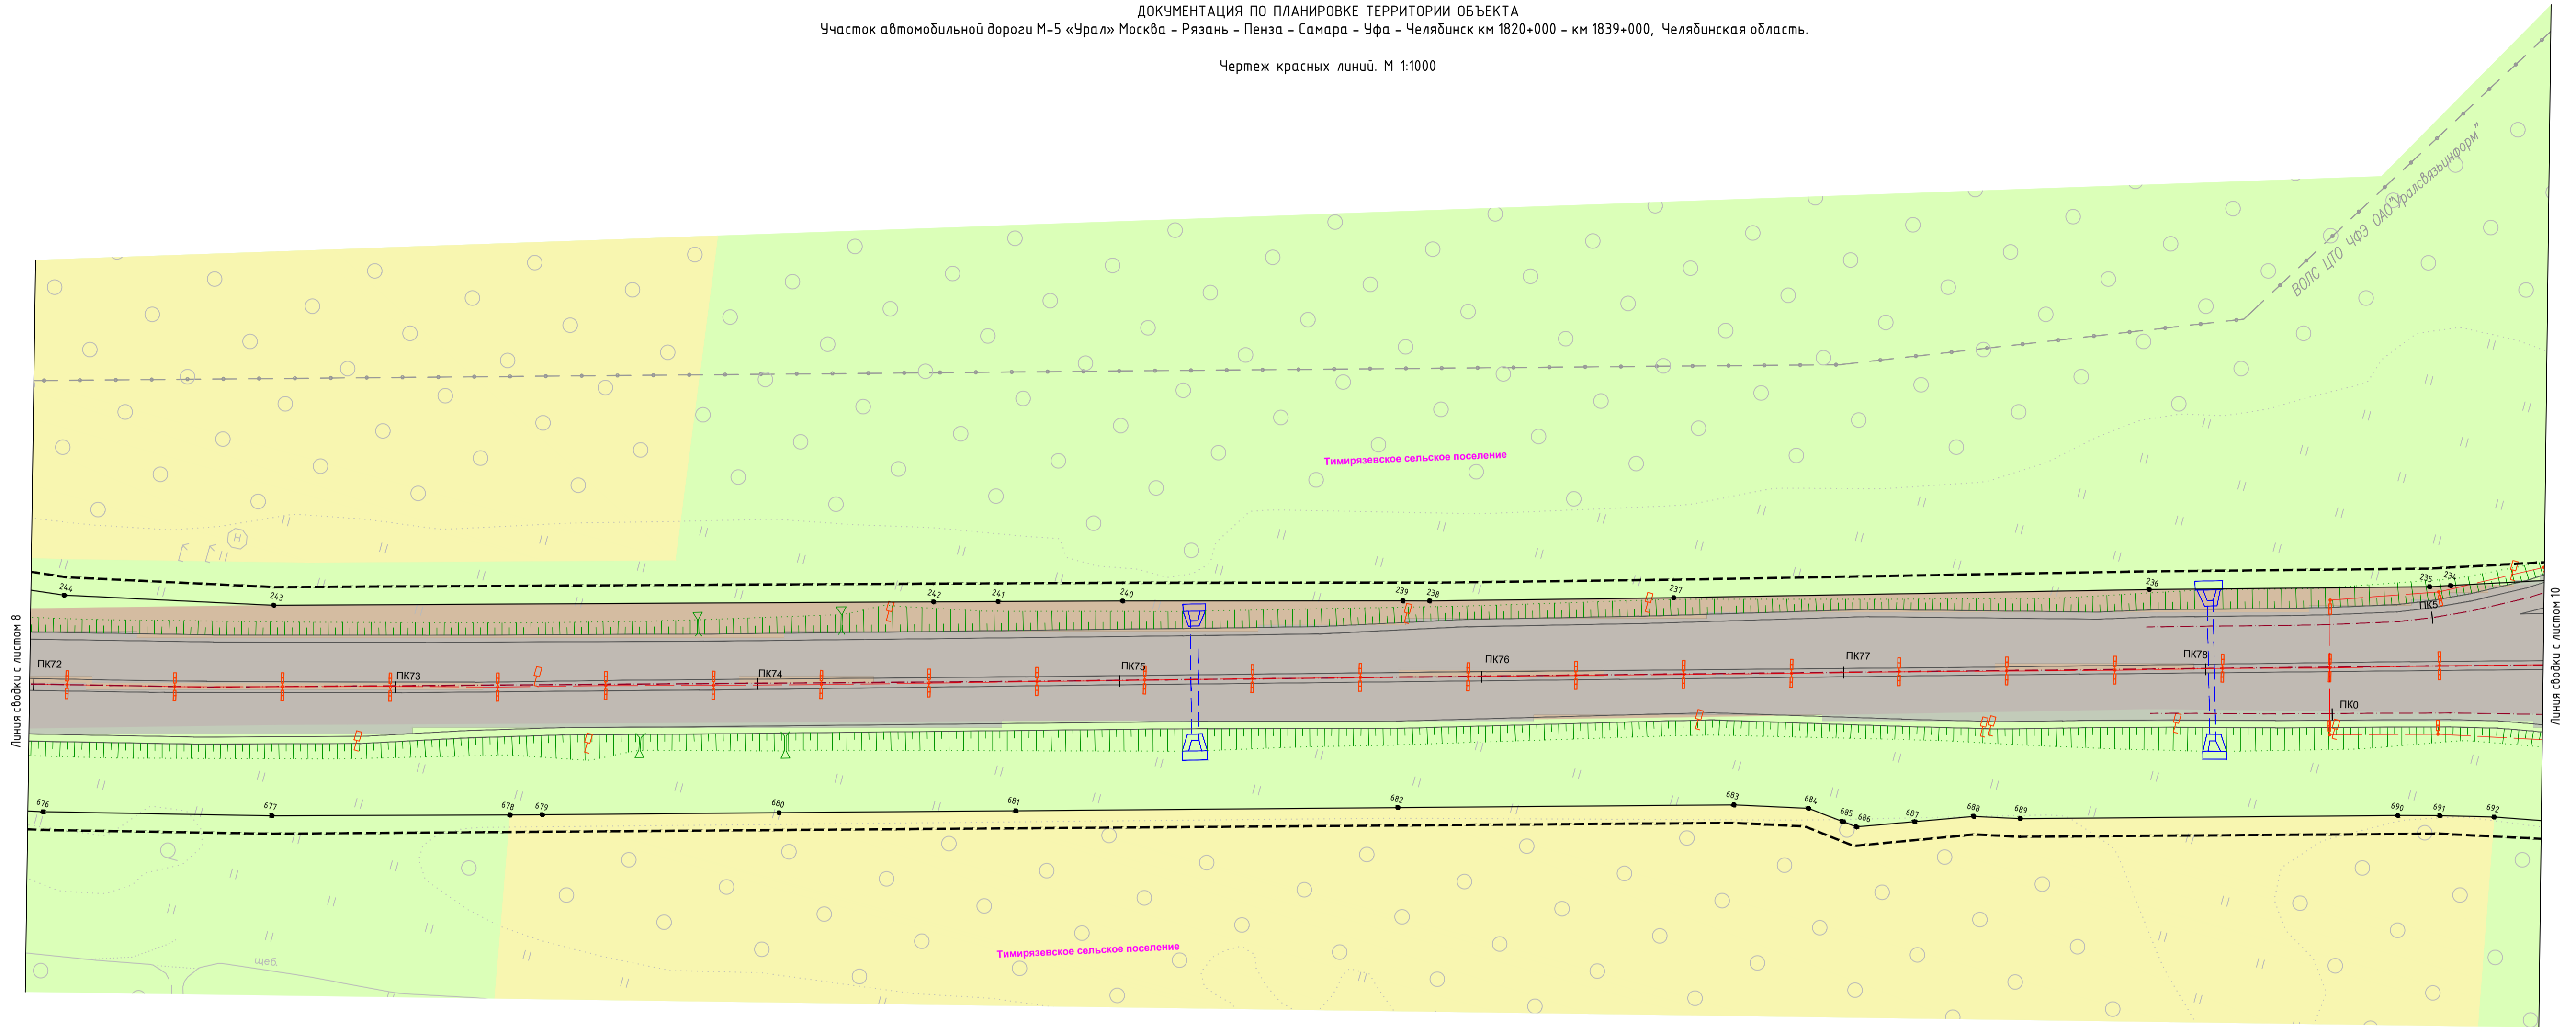 ДОКУМЕНТАЦИЯ ПО ПЛАНИРОВКЕ ТЕРРИТОРИИ ОБЪЕКТА
Участок автомобильной дороги М-5 «Урал» Москва - Рязань - Пенза - Самара - Уфа - Челябинск км 1820+000 - км 1839+000, Челябинская область.
Чертеж красных линий. М 1:1000
ВОЛС ЦТО ЧФЭ ОАО"Уралсвязьинформ"
Тимирязевское сельское поселение
Н
244
243
242
241
240
239
238
237
236
235
234
Линия сводки с листом 8
Линия сводки с листом 10
ПК5
ПК72
ПК73
ПК74
ПК75
ПК76
ПК77
ПК78
ПК0
676
677
678
679
680
681
682
683
684
685
686
687
688
689
690
691
692
Тимирязевское сельское поселение
щеб.